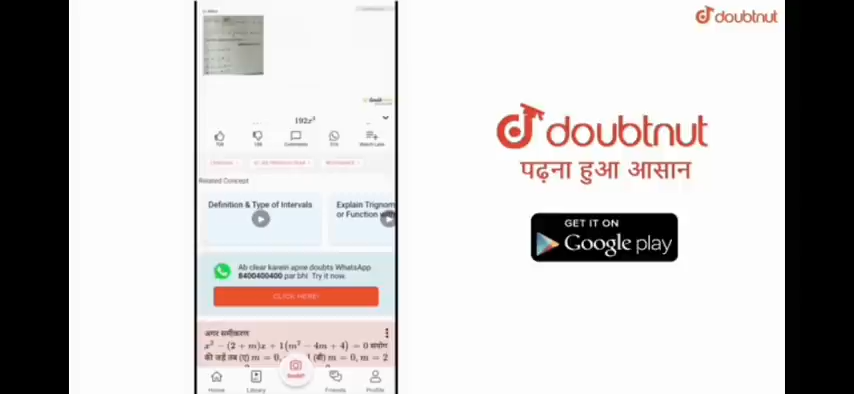 doubtnut
192x³
Comments
Watch Later
Related Concept
Definition & Type of Intervals
Explain Trignom
or Function with
Ab clear karein apne doubts WhatsApp
8400400400 par bhi. Try it now.
CLICK HERE!
अगर समीकरण
x² − (2 + m)x + 1(m² − 4m + 4) = 0 संपाती
की जड़ें तब (ए) m = 0, (बी) m = 0, m = 2
Doubt?
Home
Library
Friends
Profile
doubtnut
पढ़ना हुआ आसान
GET IT ON
Google play